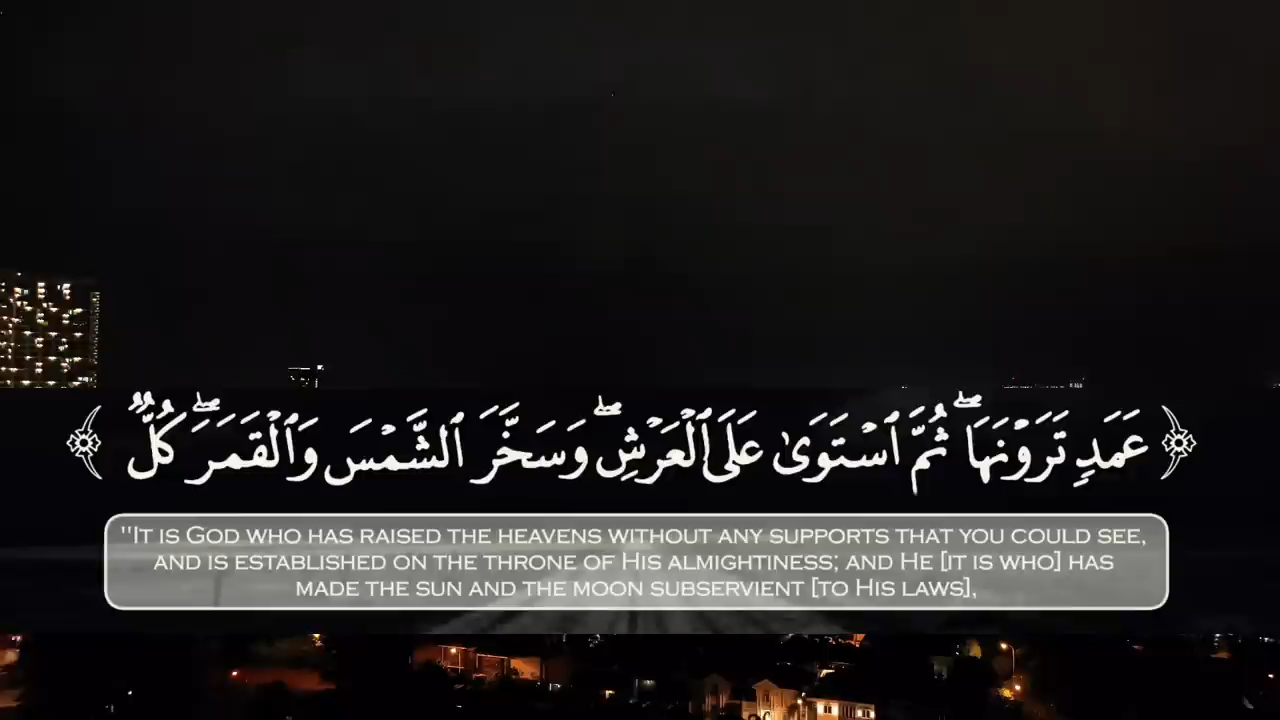 ﴿عَمَدٍ تَرَوْنَهَا ۖ ثُمَّ ٱسْتَوَىٰ عَلَى ٱلْعَرْشِ ۖ وَسَخَّرَ ٱلشَّمْسَ وَٱلْقَمَرَ ۖ كُلٌّ﴾
"It is God who has raised the heavens without any supports that you could see,
and is established on the throne of His almightiness; and He [it is who] has
made the sun and the moon subservient [to His laws],